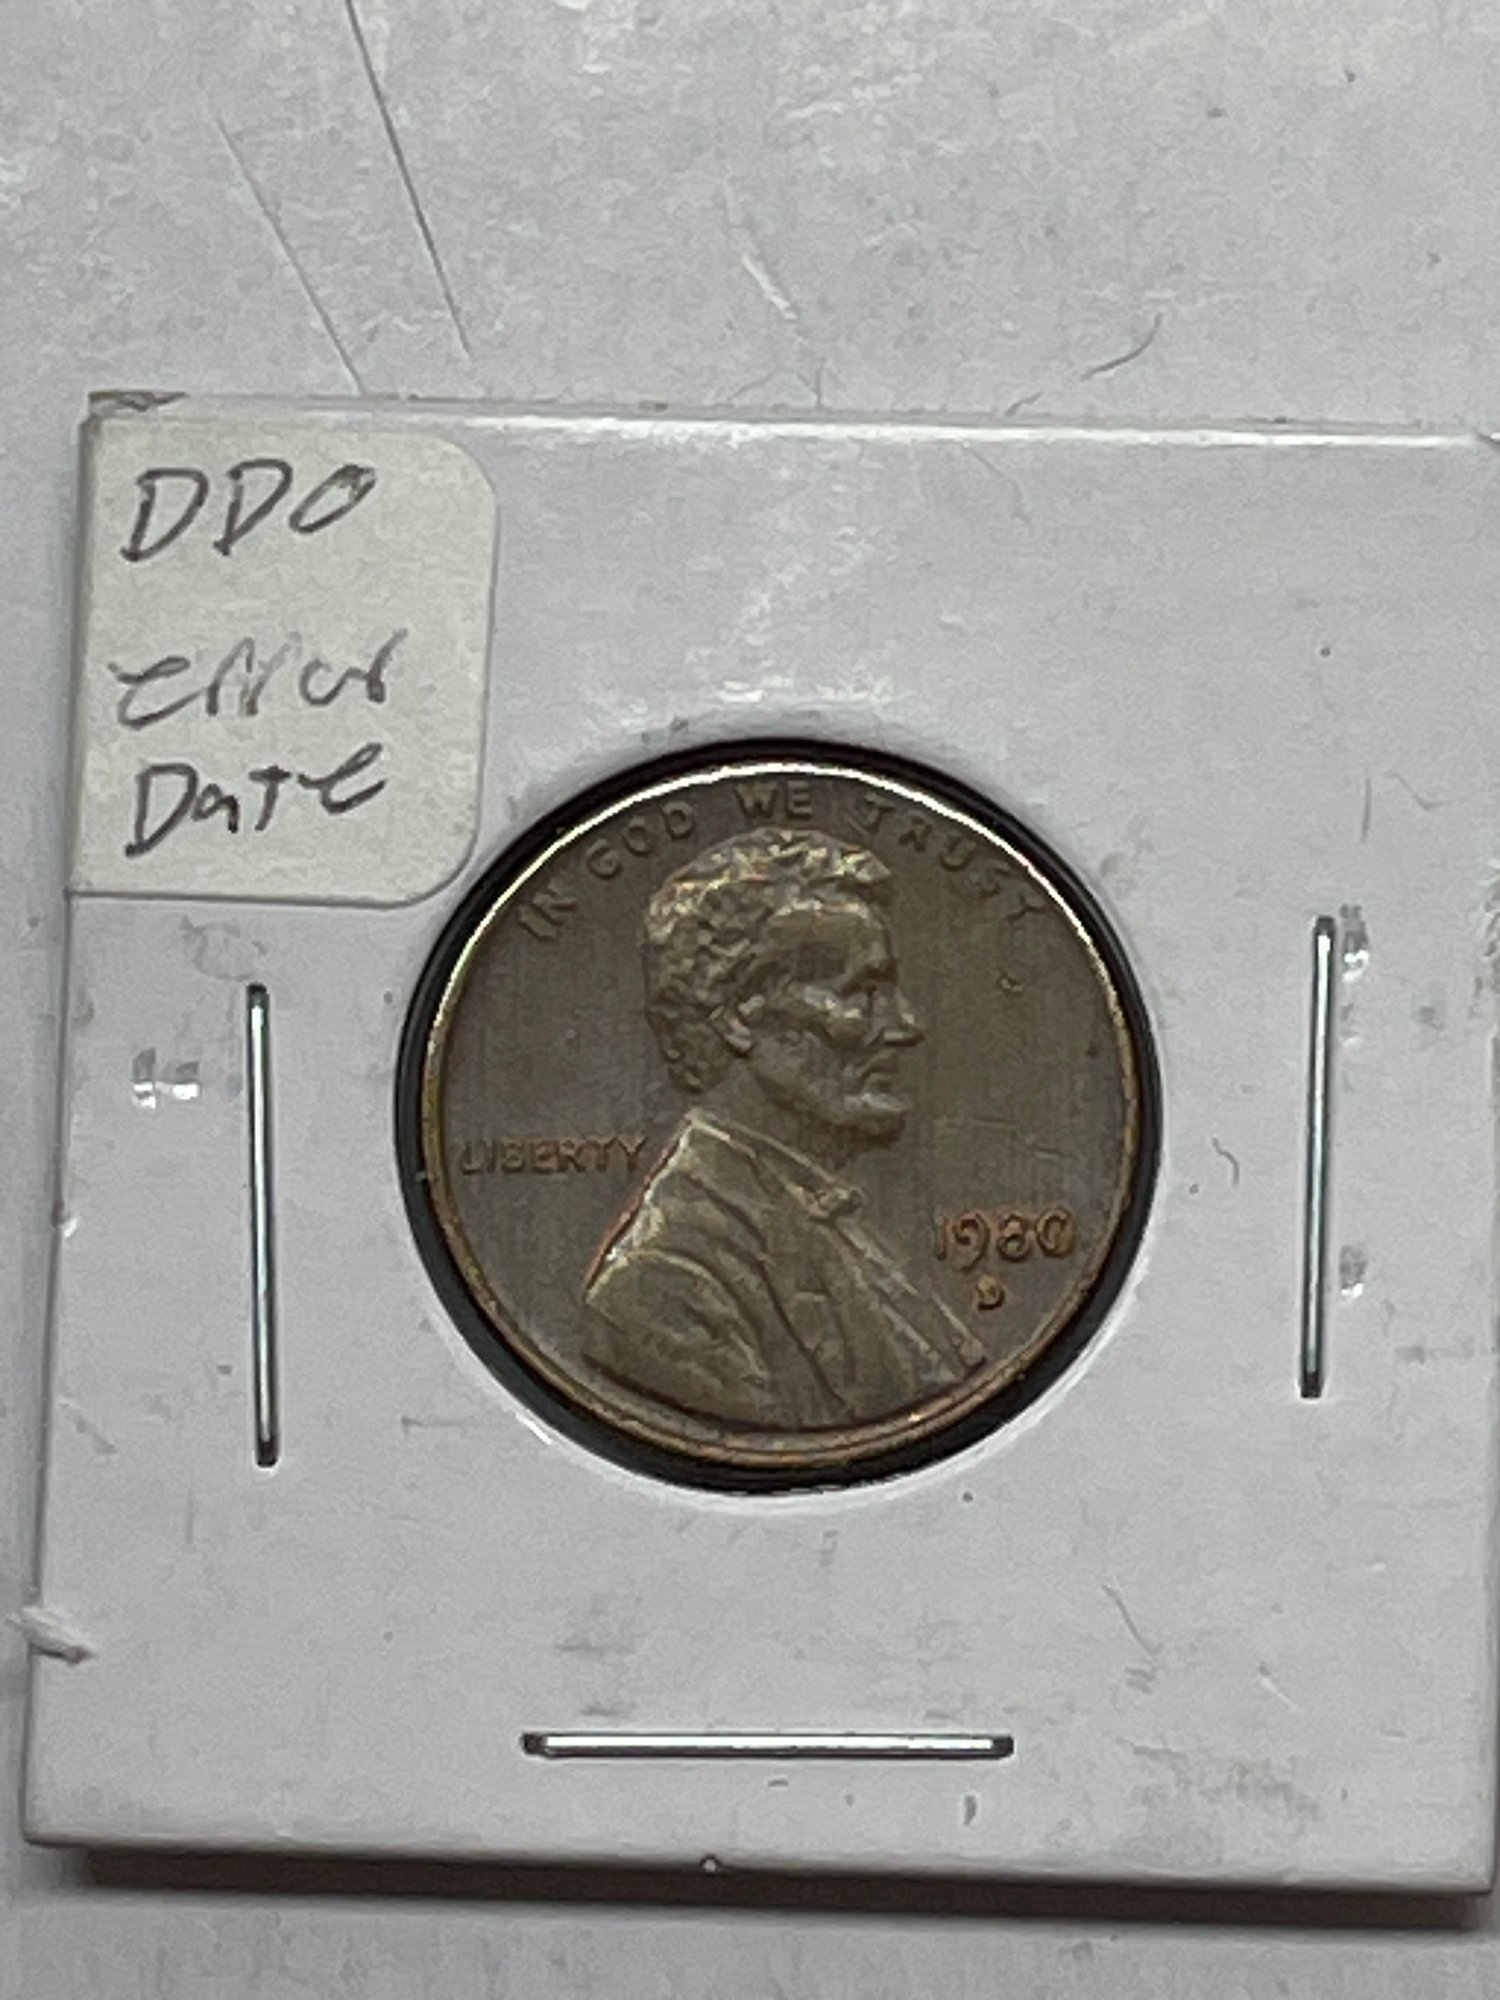 DDO
error
Date
IN GOD WE TRUST
LIBERTY
1980
D